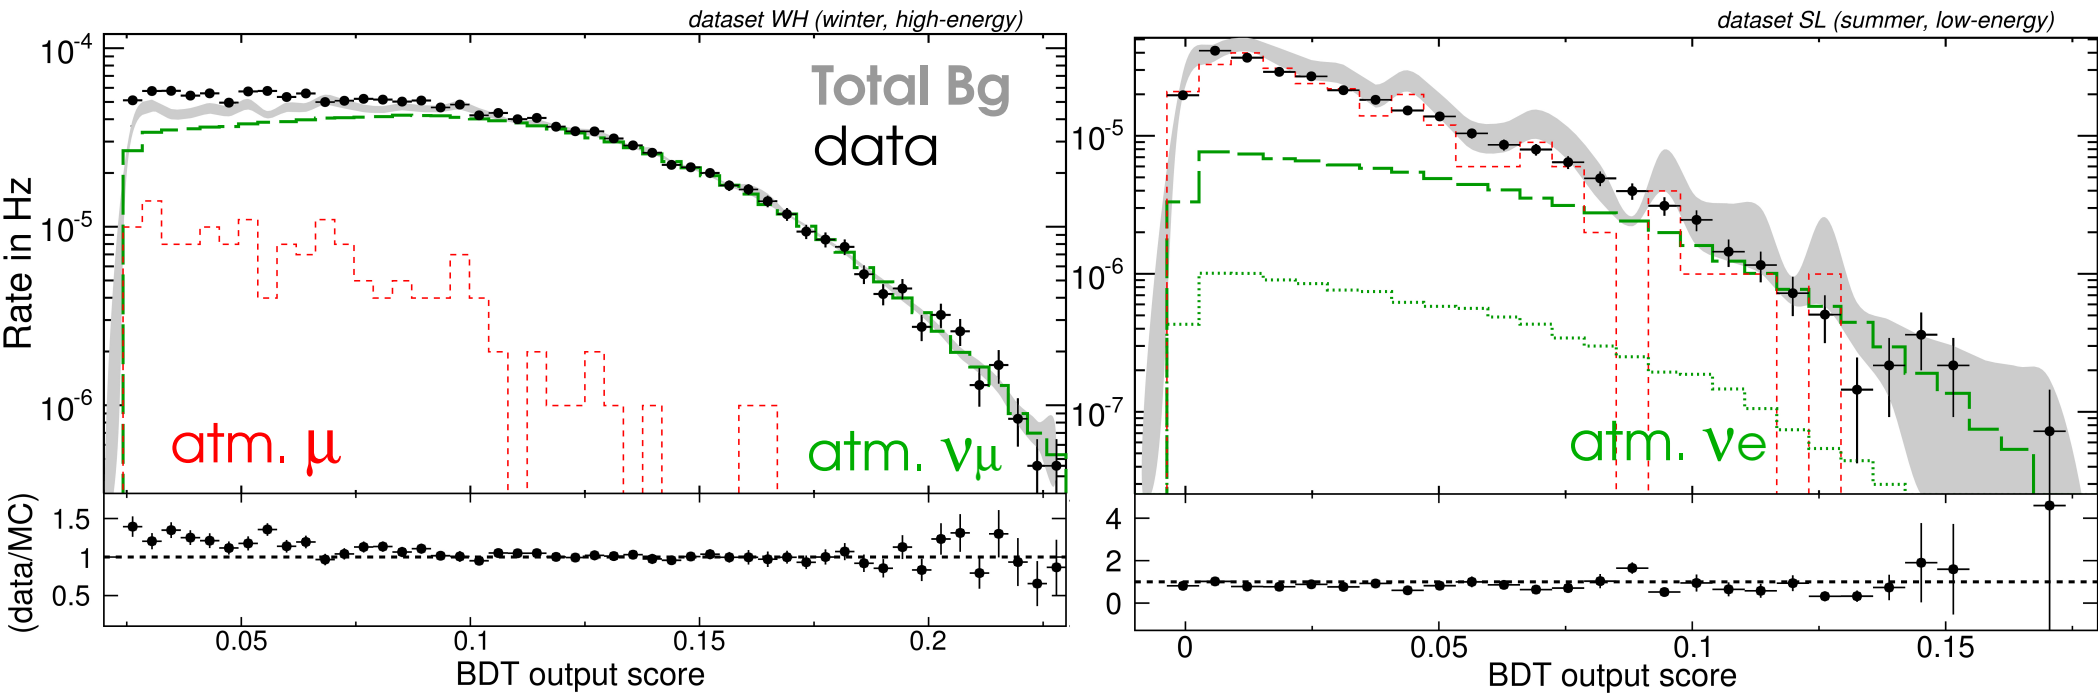 dataset WH (winter, high-energy)
10-4
10-5
10-6
Rate in Hz
Total Bg
data
atm. μ
atm. νμ
1.5
1
0.5
(data/MC)
0.05
0.1
0.15
0.2
BDT output score
dataset SL (summer, low-energy)
10-5
10-6
10-7
atm. νe
4
2
0
0
0.05
0.1
0.15
BDT output score